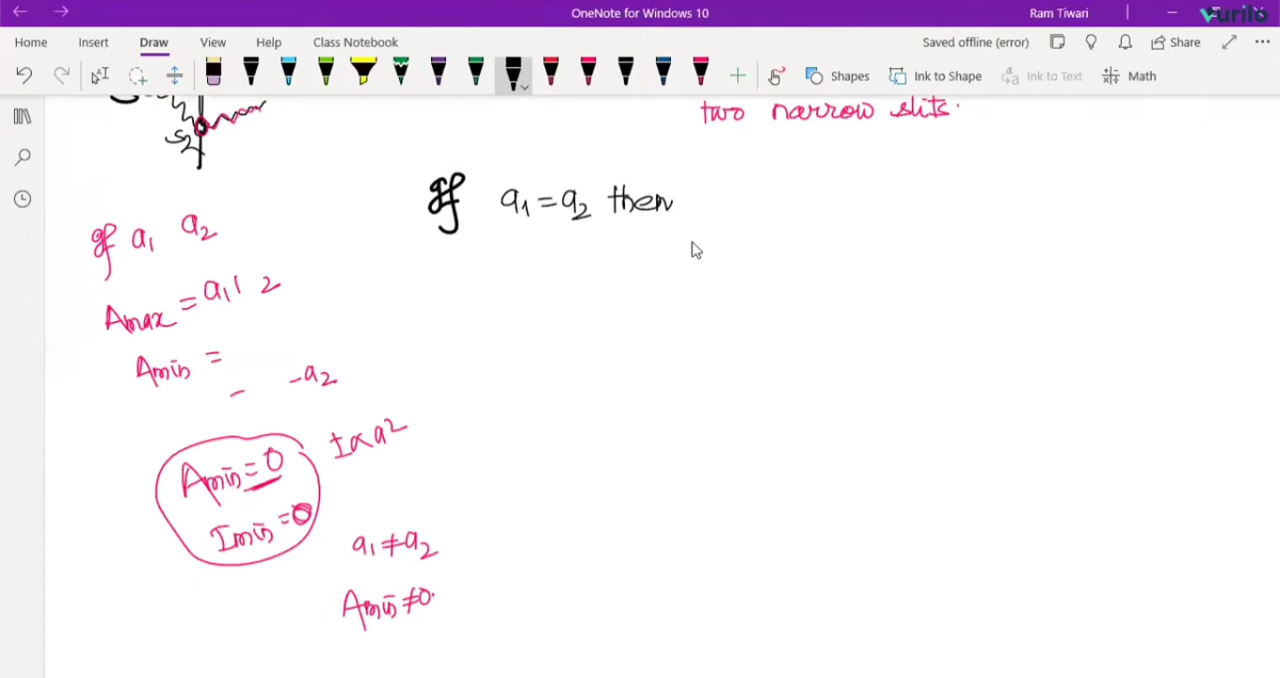 OneNote for Windows 10
Ram Tiwari
Vurilo
Home Insert Draw View Help Class Notebook
Saved offline (error) Share
Shapes Ink to Shape Ink to Text Math
two narrow slits.
S2
If a1 = a2 then
If a1 a2
Amax = a1 2
Amin =
- -a2
I ∝ a2
Amin = 0
Imin = 0
a1 ≠ a2
Amin ≠ 0.